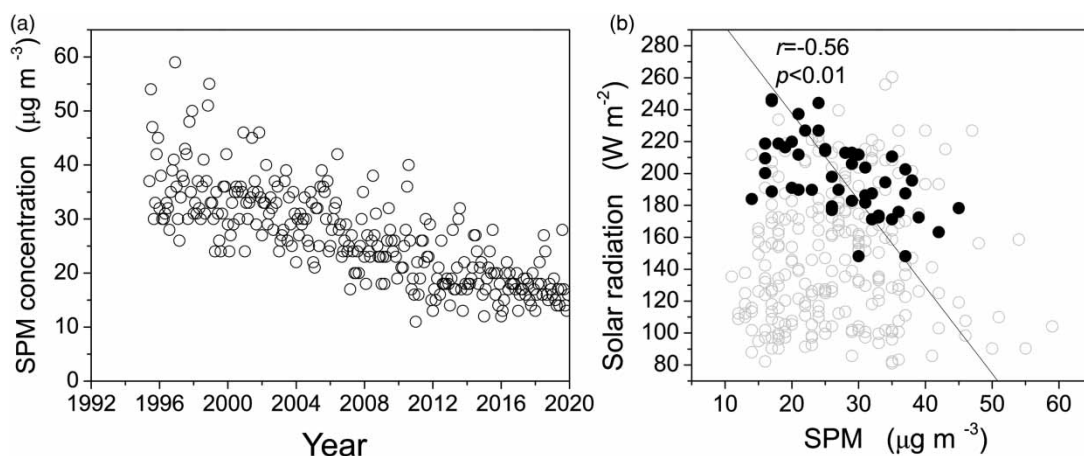 (a)
60
50
40
30
20
10
0
SPM concentration (μg m⁻³)
1992 1996 2000 2004 2008 2012 2016 2020
Year
(b)
r=-0.56
p<0.01
280
260
240
220
200
180
160
140
120
100
80
Solar radiation (W m⁻²)
10 20 30 40 50 60
SPM (μg m⁻³)